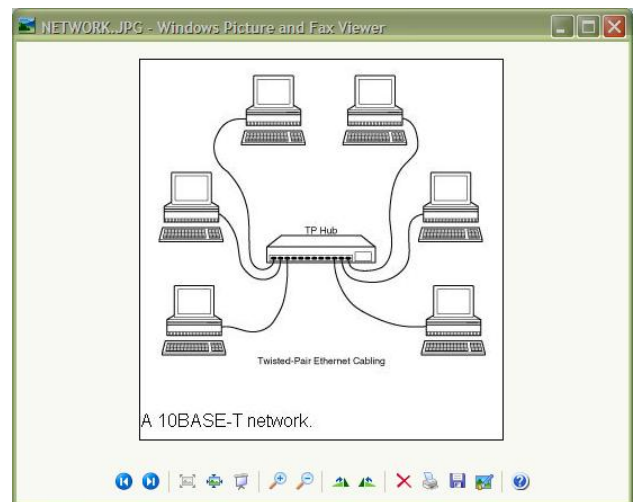 NETWORK.JPG - Windows Picture and Fax Viewer
TP Hub
Twisted-Pair Ethernet Cabling
A 10BASE-T network.